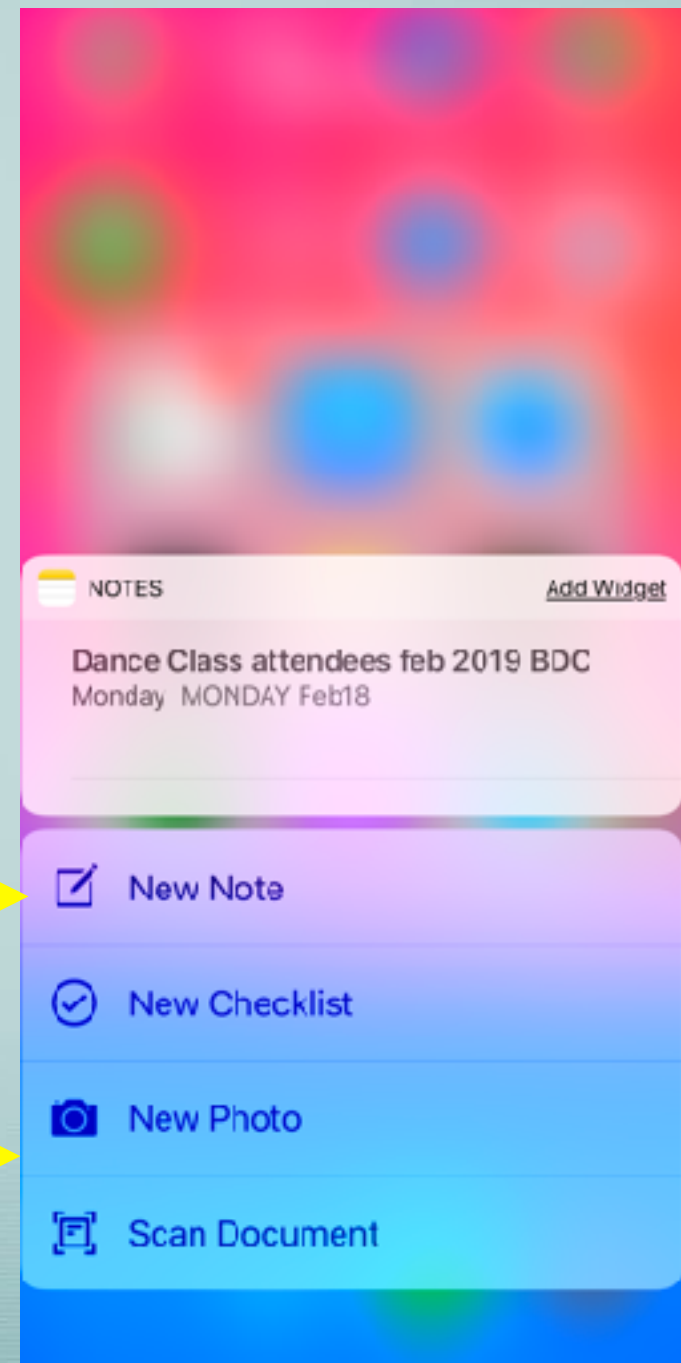 NOTES Add Widget
Dance Class attendees feb 2019 BDC
Monday MONDAY Feb18
New Note
New Checklist
New Photo
Scan Document